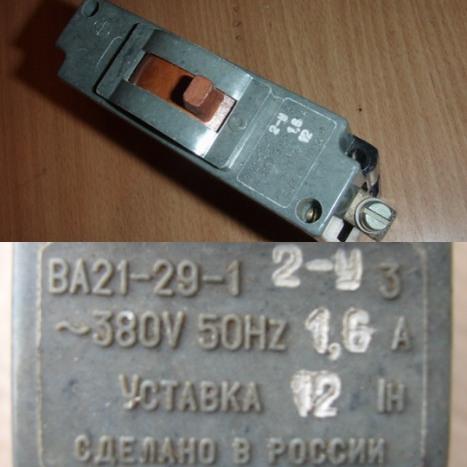 2-У
1,6
12
ВА21-29-1 2-У 3
~380V 50HZ 1,6 А
УСТАВКА 12 IН
СДЕЛАНО В РОССИИ